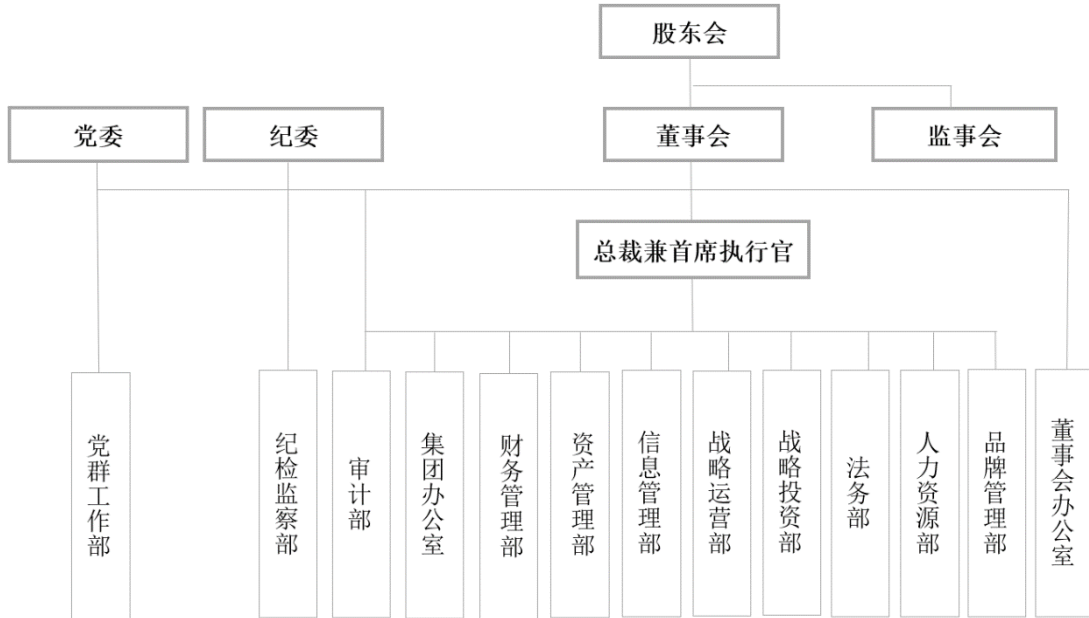 股东会
党委
纪委
董事会
监事会
总裁兼首席执行官
党群工作部
纪检监察部
审计部
集团办公室
财务管理部
资产管理部
信息管理部
战略运营部
战略投资部
法务部
人力资源部
品牌管理部
董事会办公室